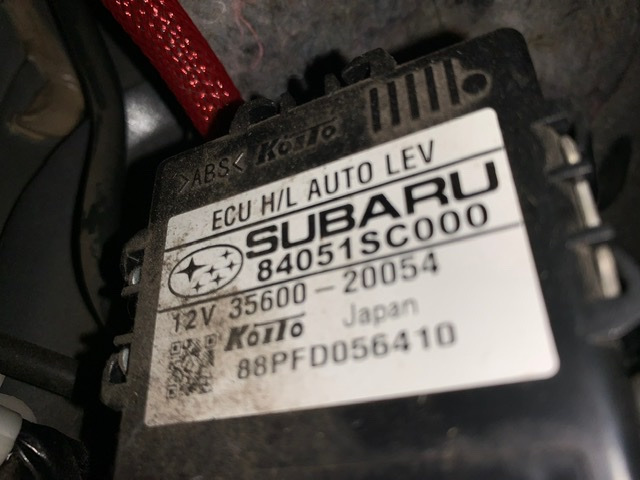 >ABS< KOITO
ECU H/L AUTO LEV
SUBARU
84051SC000
12V 35600-20054
KOITO Japan
88PFD056410